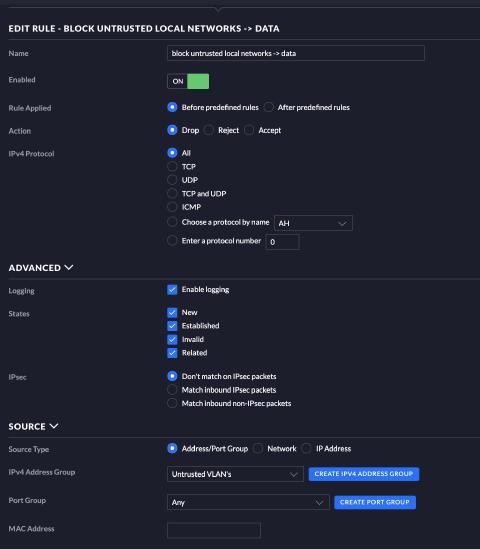 EDIT RULE - BLOCK UNTRUSTED LOCAL NETWORKS -> DATA
Name block untrusted local networks -> data
Enabled ON
Rule Applied Before predefined rules After predefined rules
Action Drop Reject Accept
IPv4 Protocol All
TCP
UDP
TCP and UDP
ICMP
Choose a protocol by name AH
Enter a protocol number 0
ADVANCED
Logging Enable logging
States New
Established
Invalid
Related
IPsec Don't match on IPsec packets
Match inbound IPsec packets
Match inbound non-IPsec packets
SOURCE
Source Type Address/Port Group Network IP Address
IPv4 Address Group Untrusted VLAN's CREATE IPV4 ADDRESS GROUP
Port Group Any CREATE PORT GROUP
MAC Address